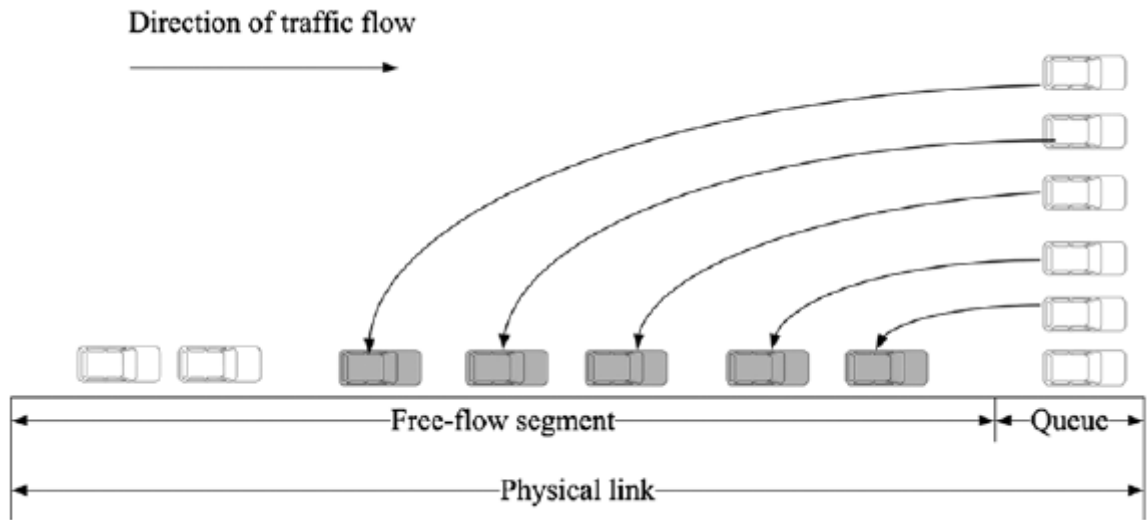 Direction of traffic flow
Free-flow segment
Queue
Physical link